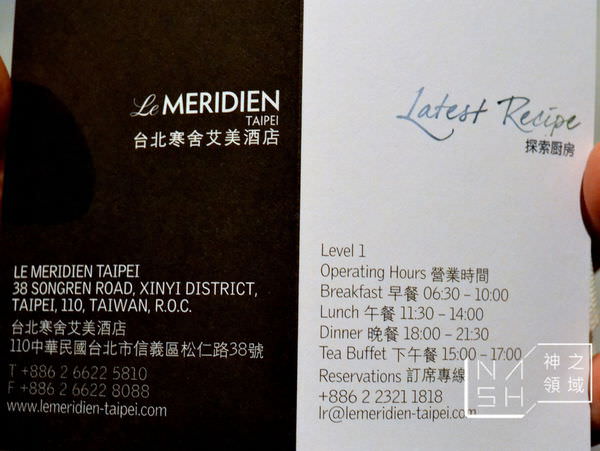 Le MERIDIEN
TAIPEI
台北寒舍艾美酒店
LE MERIDIEN TAIPEI
38 SONGREN ROAD, XINYI DISTRICT,
TAIPEI, 110, TAIWAN, R.O.C.
台北寒舍艾美酒店
110中華民國台北市信義區松仁路38號
T +886 2 6622 5810
F +886 2 6622 8088
www.lemeridien-taipei.com
Latest Recipe
探索厨房
Level 1
Operating Hours 營業時間
Breakfast 早餐 06:30 – 10:00
Lunch 午餐 11:30 – 14:00
Dinner 晚餐 18:00 – 21:30
Tea Buffet 下午餐 15:00 – 17:00
Reservations 訂席專線
+886 2 2321 1818
lr@lemeridien-taipei.com
NASH
神之
領域